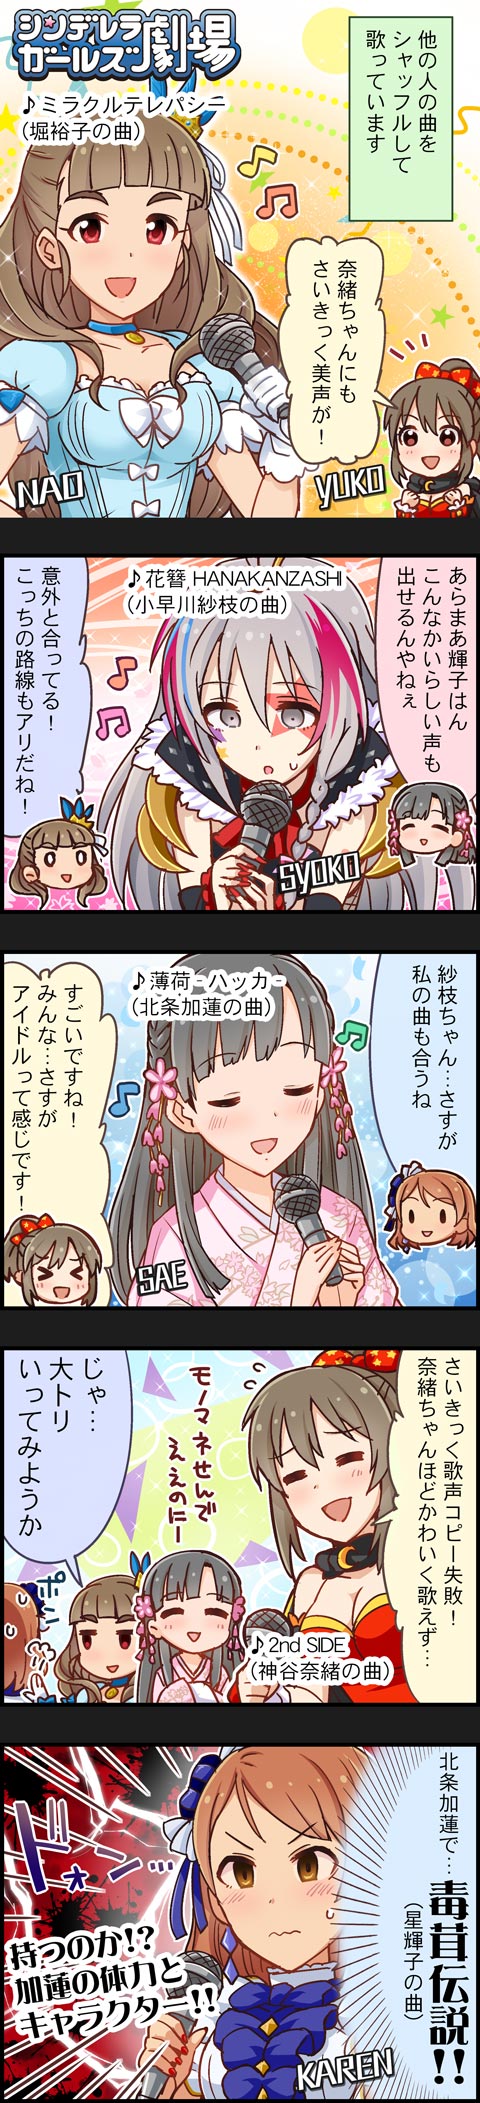 シンデレラ
ガールズ劇場
他の人の曲を
シャッフルして
歌っています
♪ミラクルテレパシー
(堀裕子の曲)
奈緒ちゃんにも
さいきっく美声が！
NAO
YUKO
あらまあ輝子はん
こんなかいらしい声も
出せるんやねぇ
♪花簪 HANAKANZASHI
(小早川紗枝の曲)
意外と合ってる！
こっちの路線もアリだね！
SYOKO
紗枝ちゃん…さすが
私の曲も合うね
♪薄荷 -ハッカ-
(北条加蓮の曲)
すごいですね！
みんな…さすが
アイドルって感じです！
SAE
さいきっく歌声コピー失敗！
奈緒ちゃんほどかわいく歌えず…
モノマネせんで
ええのにー
じゃ…
大トリ
いってみようか
ポン
♪2nd SIDE
(神谷奈緒の曲)
北条加蓮で…
毒茸伝説!!
(星輝子の曲)
ドンッ…
持つのか!?
加蓮の体力と
キャラクター!!
KAREN